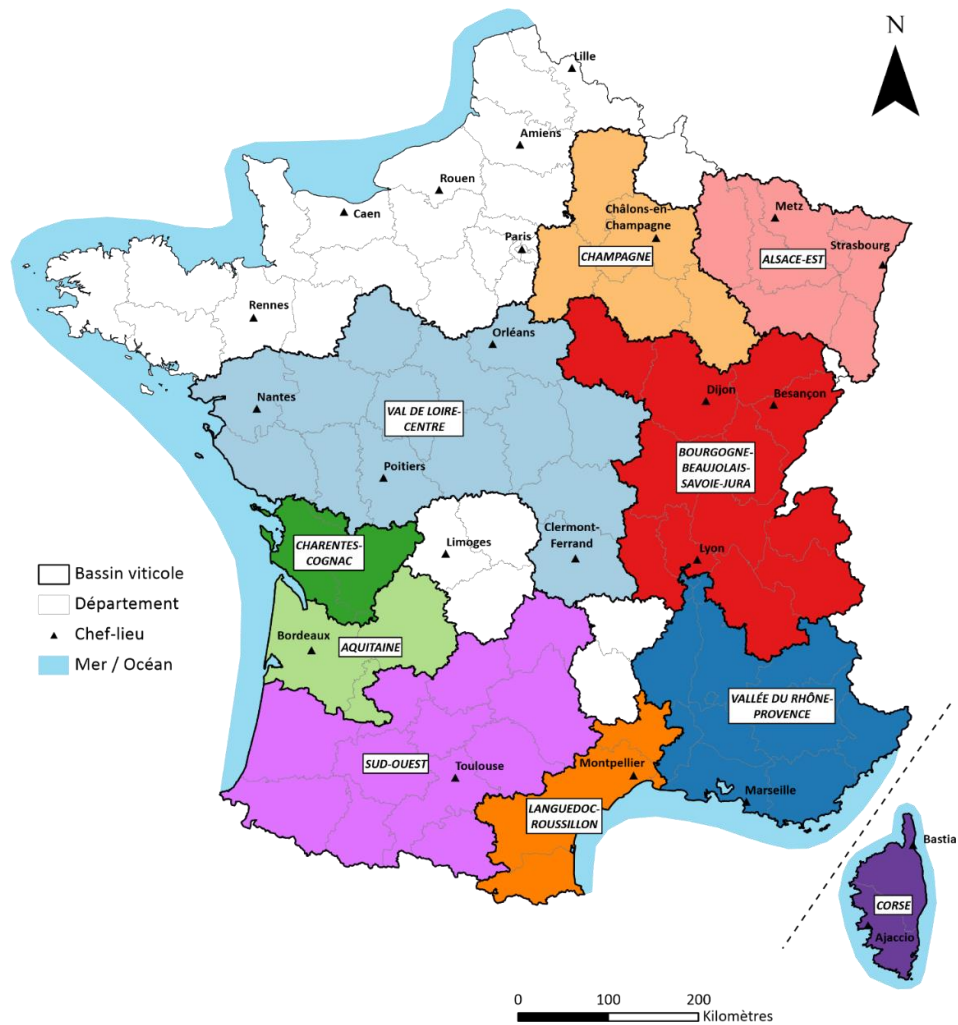 N
Lille
Amiens
Rouen
Caen
Châlons-en-
Champagne
Metz
Paris
Strasbourg
CHAMPAGNE
ALSACE-EST
Rennes
Orléans
Dijon
Besançon
Nantes
VAL DE LOIRE-
CENTRE
BOURGOGNE-
BEAUJOLAIS-
SAVOIE-JURA
Poitiers
Clermont-
Ferrand
CHARENTES-
COGNAC
Limoges
Lyon
Bassin viticole
Département
Chef-lieu
Mer / Océan
Bordeaux
AQUITAINE
VALLÉE DU RHÔNE-
PROVENCE
SUD-OUEST
Toulouse
Montpellier
Marseille
LANGUEDOC-
ROUSSILLON
Bastia
CORSE
Ajaccio
0 100 200
Kilomètres